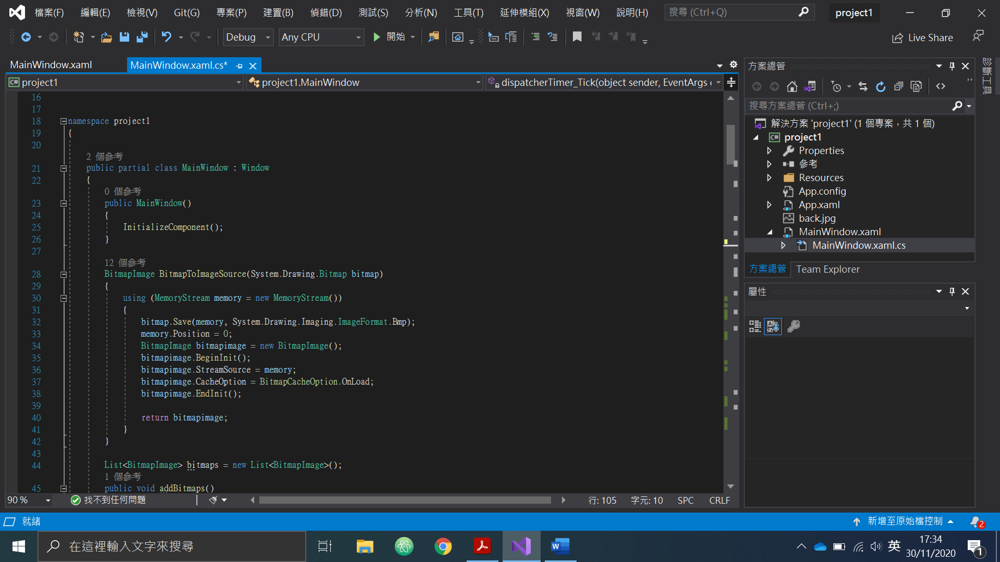 檔案(F) 編輯(E) 檢視(V) Git(G) 專案(P) 建置(B) 偵錯(D) 測試(S) 分析(N) 工具(T) 延伸模組(X) 視窗(W) 說明(H) 搜尋 (Ctrl+Q) project1
Debug Any CPU 開始 Live Share
MainWindow.xaml MainWindow.xaml.cs*
C# project1 project1.MainWindow dispatcherTimer_Tick(object sender, EventArgs e
16
17
18 namespace project1
19 {
20
2 個參考
21 public partial class MainWindow : Window
22 {
0 個參考
23 public MainWindow()
24 {
25 InitializeComponent();
26 }
27
12 個參考
28 BitmapImage BitmapToImageSource(System.Drawing.Bitmap bitmap)
29 {
30 using (MemoryStream memory = new MemoryStream())
31 {
32 bitmap.Save(memory, System.Drawing.Imaging.ImageFormat.Bmp);
33 memory.Position = 0;
34 BitmapImage bitmapimage = new BitmapImage();
35 bitmapimage.BeginInit();
36 bitmapimage.StreamSource = memory;
37 bitmapimage.CacheOption = BitmapCacheOption.OnLoad;
38 bitmapimage.EndInit();
39
40 return bitmapimage;
41 }
42 }
43
44 List<BitmapImage> bitmaps = new List<BitmapImage>();
1 個參考
45 public void addBitmaps()
90 % 找不到任何問題 行: 105 字元: 10 SPC CRLF
方案總管
搜尋方案總管 (Ctrl+;)
解決方案 'project1' (1 個專案，共 1 個)
C# project1
Properties
參考
Resources
App.config
App.xaml
back.jpg
MainWindow.xaml
MainWindow.xaml.cs
方案總管 Team Explorer
屬性
診斷工具
就緒 新增至原始檔控制 2
在這裡輸入文字來搜尋 英 17:34
30/11/2020 1